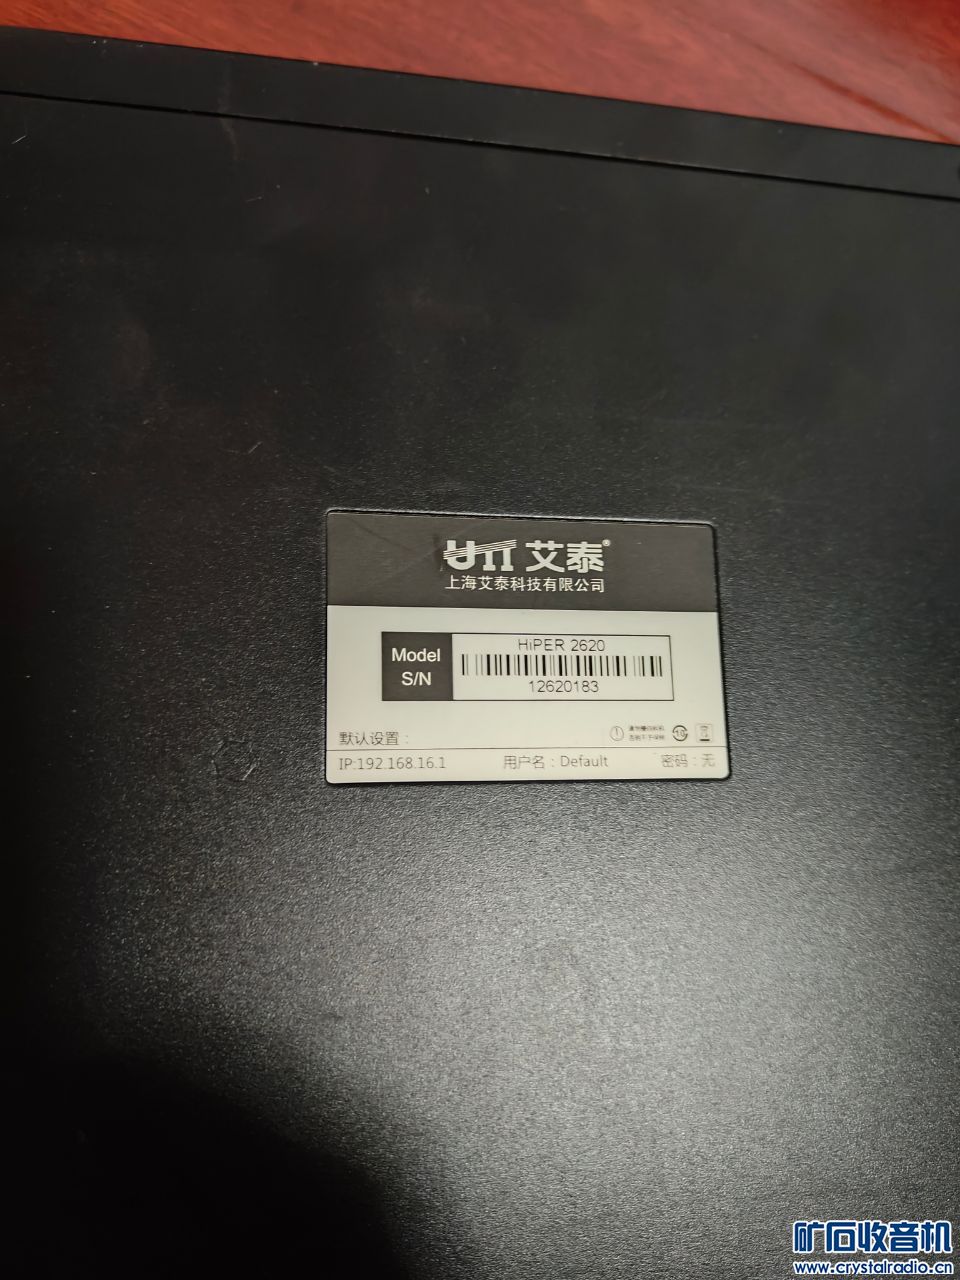 UTT 艾泰®
上海艾泰科技有限公司
Model HiPER 2620
S/N 12620183
默认设置：
IP:192.168.16.1 用户名：Default 密码：无
矿石收音机
www.crystalradio.cn